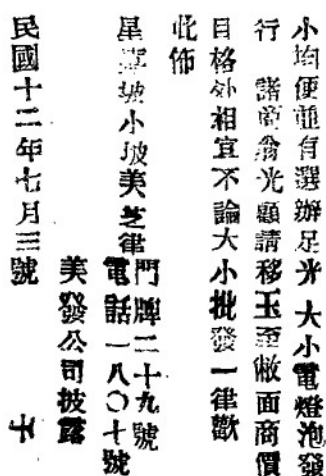 小均便並有選辦足光大小電燈泡發
行 諸商翁光顧請移玉至敝面商價
目格外相宜不論大小批發一律歡
此佈
星嘉坡小坡美芝律門牌二十九號
電話一八〇十號
美發公司披露
民國十二年七月三號